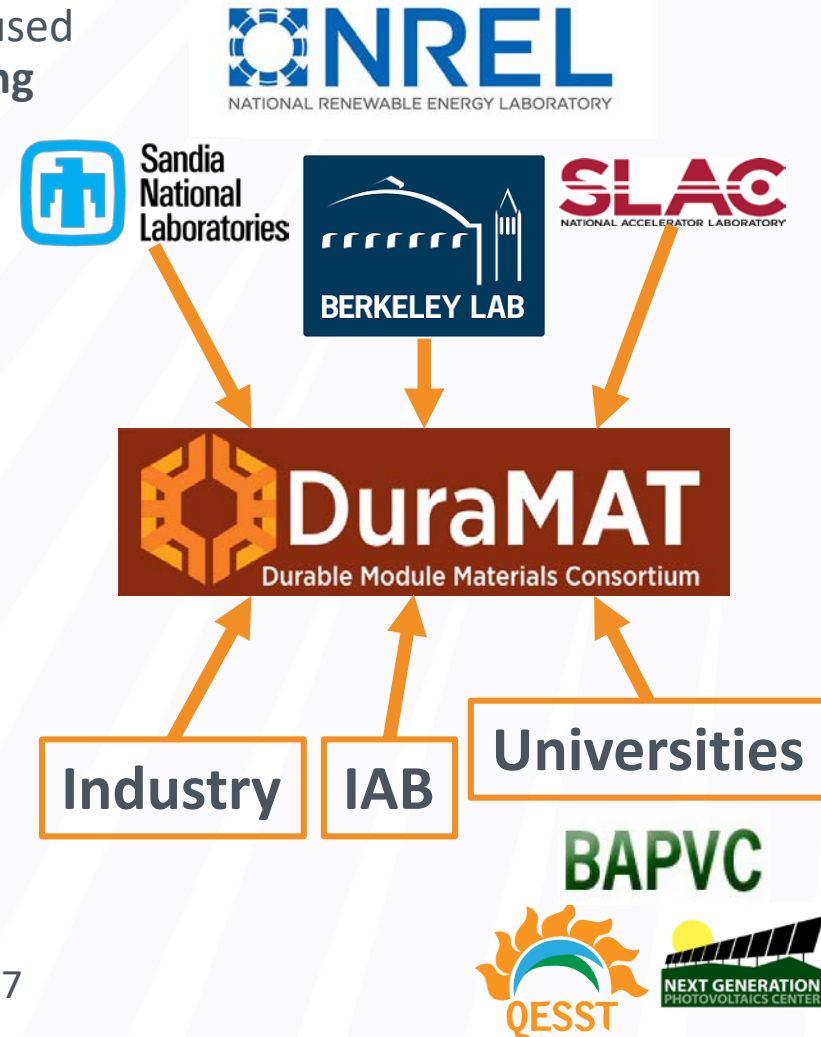 used
ng
NREL
NATIONAL RENEWABLE ENERGY LABORATORY
Sandia
National
Laboratories
BERKELEY LAB
SLAC
NATIONAL ACCELERATOR LABORATORY
DuraMAT
Durable Module Materials Consortium
Industry
IAB
Universities
BAPVC
QESST
NEXT GENERATION
PHOTOVOLTAICS CENTER
7